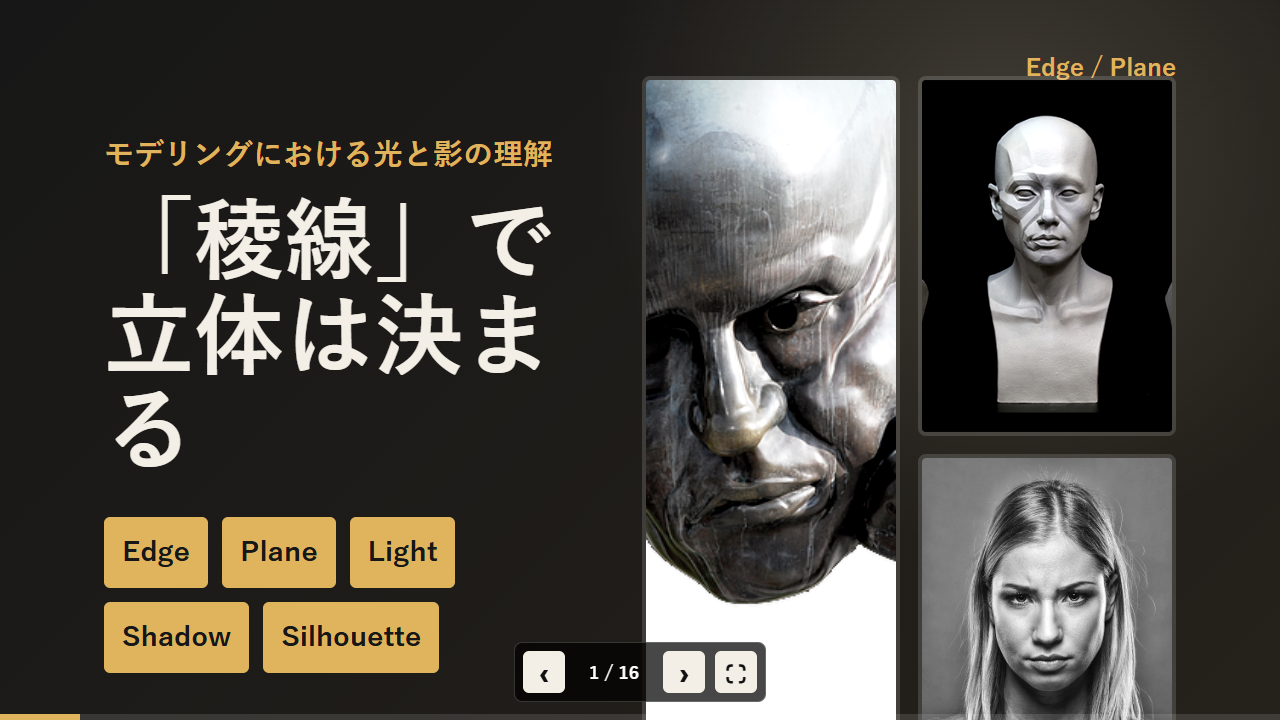 Edge / Plane
モデリングにおける光と影の理解
「稜線」で
立体は決ま
る
Edge
Plane
Light
Shadow
Silhouette
‹ 1 / 16 ›